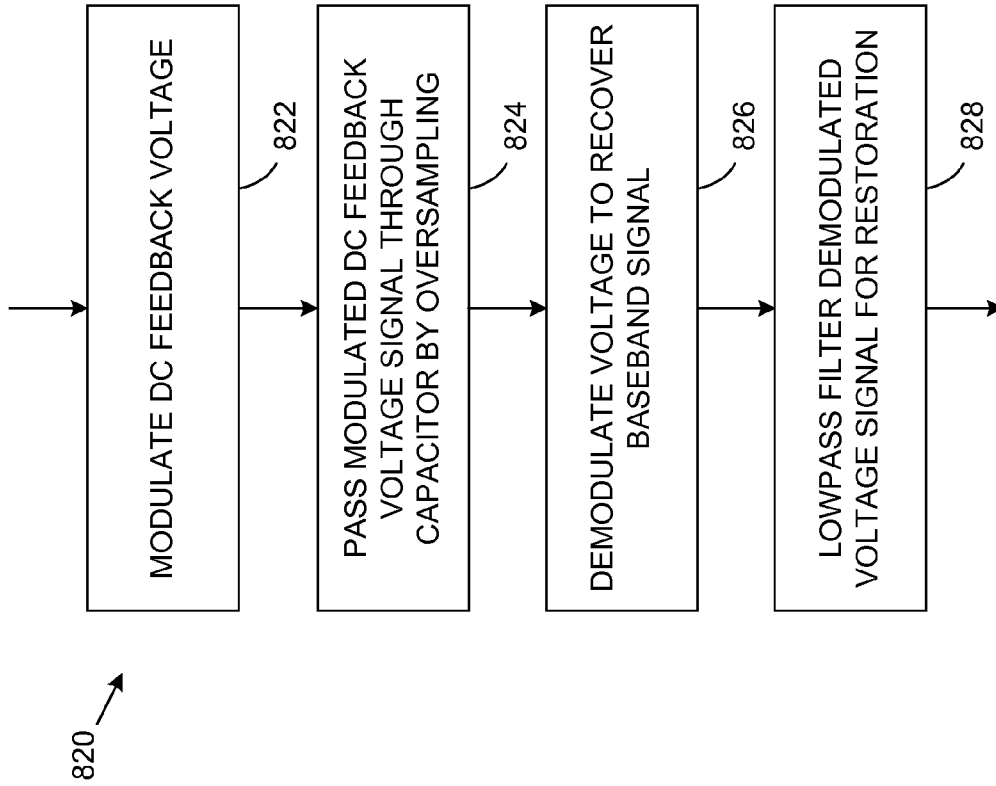 820
MODULATE DC FEEDBACK VOLTAGE
822
PASS MODULATED DC FEEDBACK
VOLTAGE SIGNAL THROUGH
CAPACITOR BY OVERSAMPLING
824
DEMODULATE VOLTAGE TO RECOVER
BASEBAND SIGNAL
826
LOWPASS FILTER DEMODULATED
VOLTAGE SIGNAL FOR RESTORATION
828